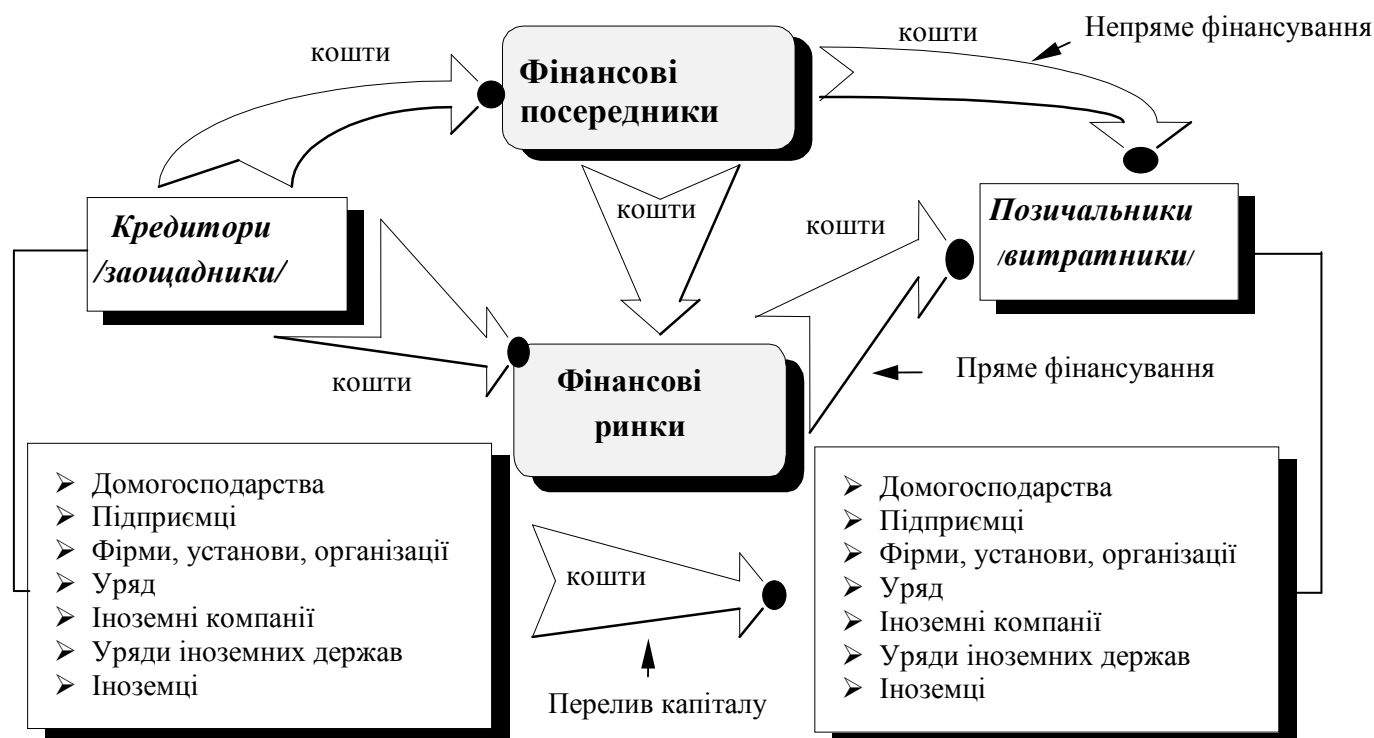 кошти
Фінансові
посередники
кошти
Непряме фінансування
Кредитори
/заощадники/
кошти
кошти
Позичальники
/витратники/
кошти
Фінансові
ринки
Пряме фінансування
➢ Домогосподарства
➢ Підприємці
➢ Фірми, установи, організації
➢ Уряд
➢ Іноземні компанії
➢ Уряди іноземних держав
➢ Іноземці
кошти
Перелив капіталу
➢ Домогосподарства
➢ Підприємці
➢ Фірми, установи, організації
➢ Уряд
➢ Іноземні компанії
➢ Уряди іноземних держав
➢ Іноземці